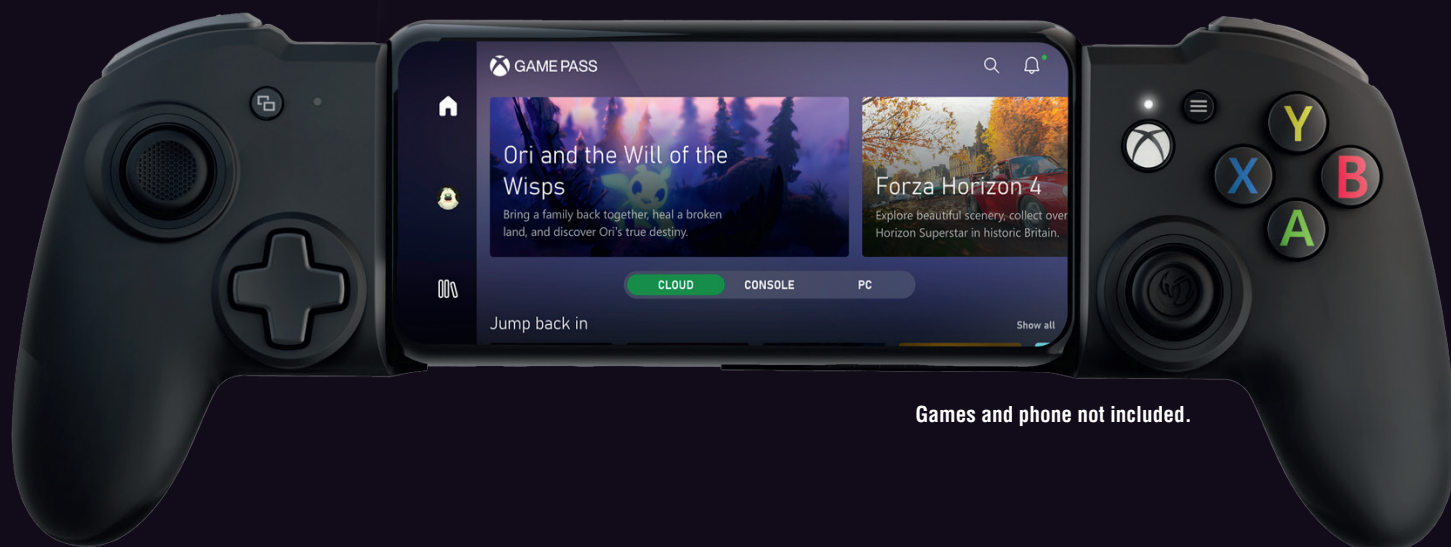 GAME PASS
Ori and the Will of the
Wisps
Bring a family back together, heal a broken
land, and discover Ori's true destiny.
Forza Horizon 4
Explore beautiful scenery, collect over
Horizon Superstar in historic Britain.
CLOUD CONSOLE PC
Jump back in
Show all
Y
X
B
A
Games and phone not included.